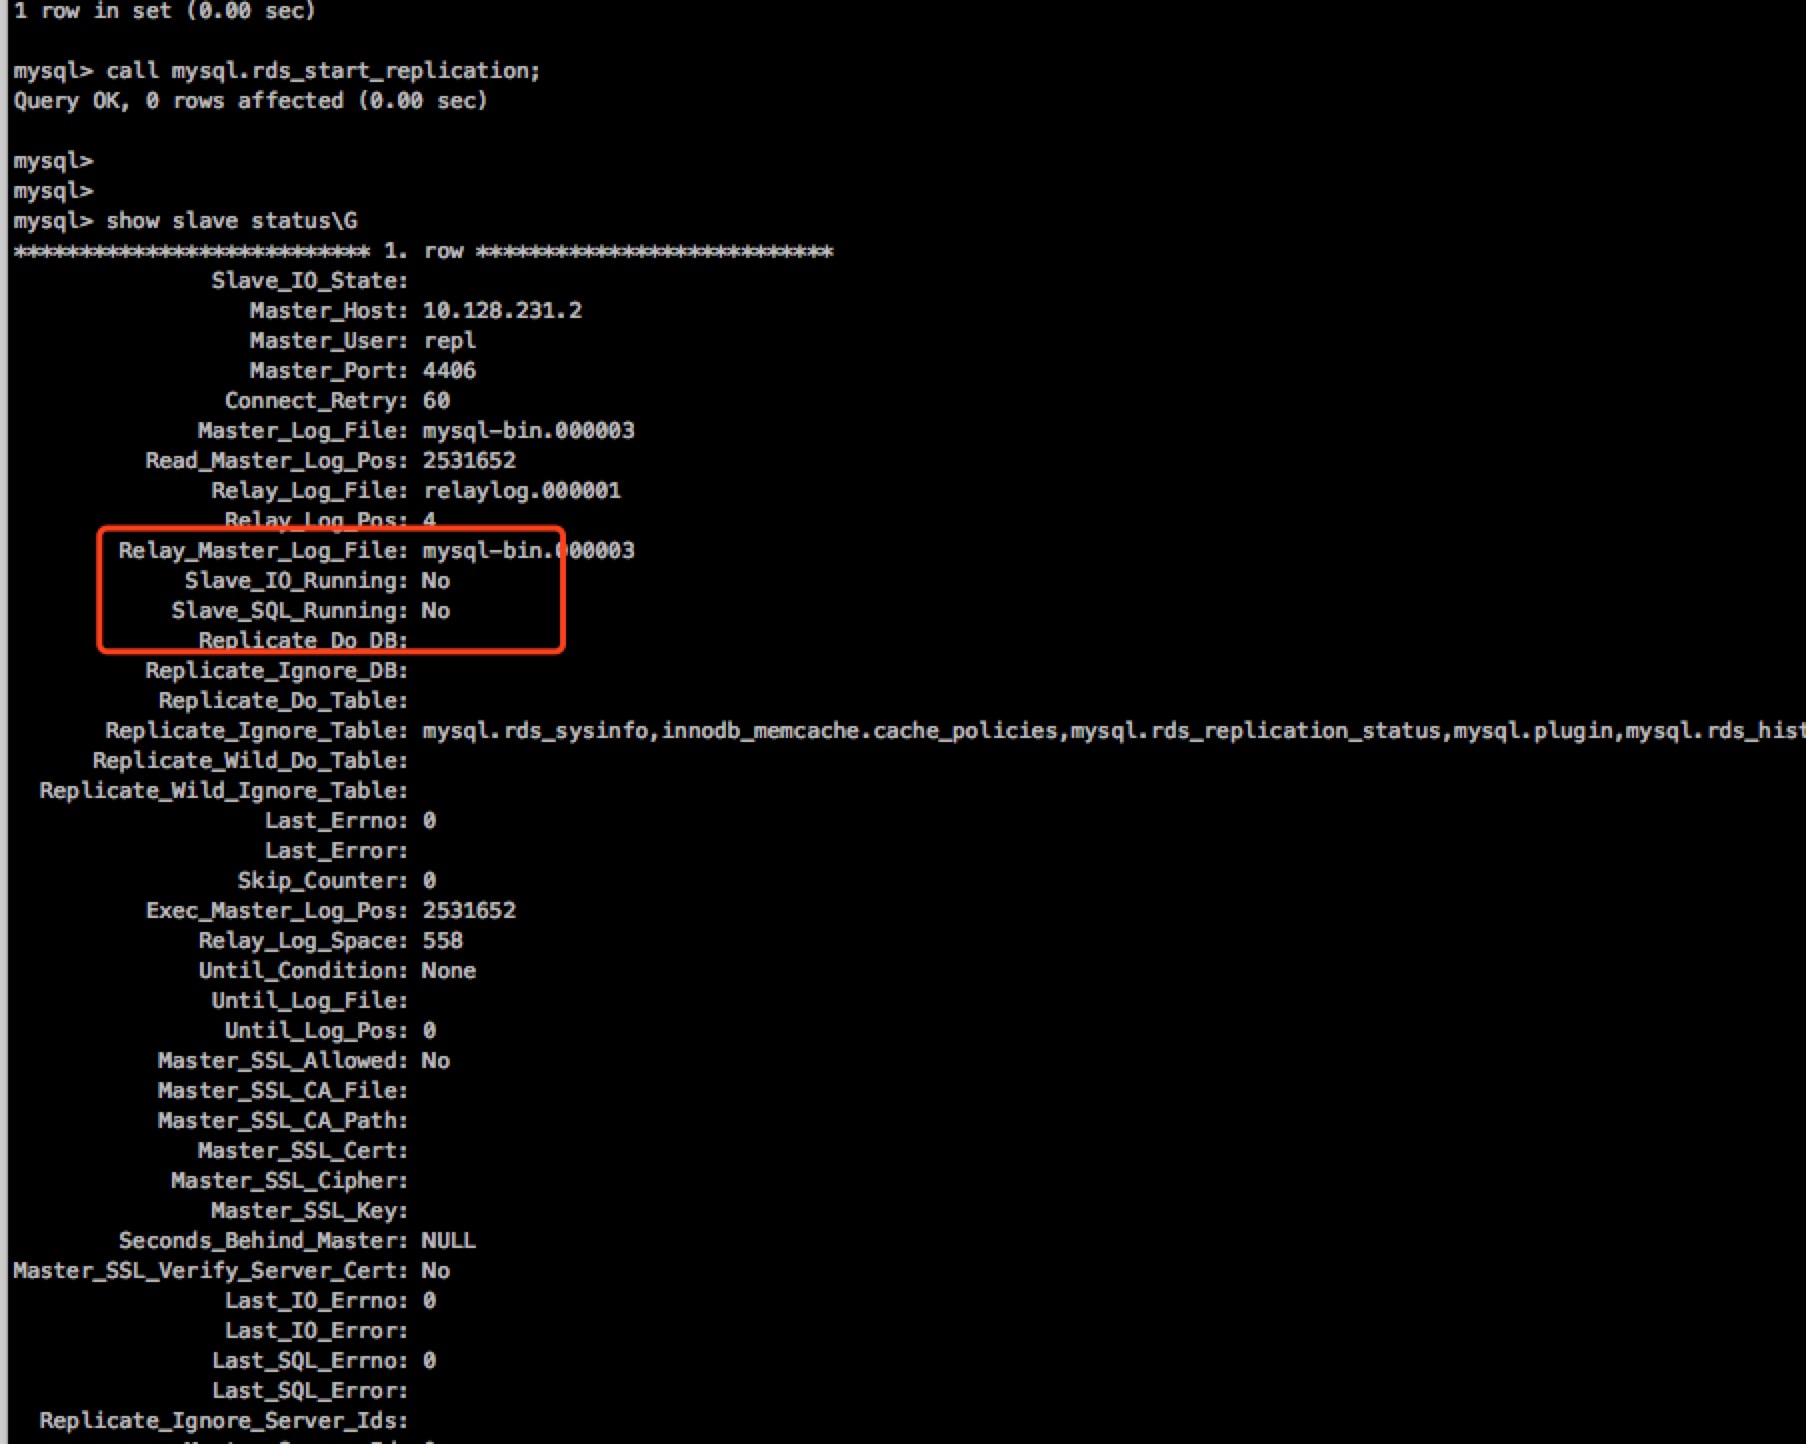 1 row in set (0.00 sec)
mysql> call mysql.rds_start_replication;
Query OK, 0 rows affected (0.00 sec)
mysql>
mysql>
mysql> show slave status\G
*************************** 1. row ***************************
Slave_IO_State:
Master_Host: 10.128.231.2
Master_User: repl
Master_Port: 4406
Connect_Retry: 60
Master_Log_File: mysql-bin.000003
Read_Master_Log_Pos: 2531652
Relay_Log_File: relaylog.000001
Relay_Log_Pos: 4
Relay_Master_Log_File: mysql-bin.000003
Slave_IO_Running: No
Slave_SQL_Running: No
Replicate_Do_DB:
Replicate_Ignore_DB:
Replicate_Do_Table:
Replicate_Ignore_Table: mysql.rds_sysinfo,innodb_memcache.cache_policies,mysql.rds_replication_status,mysql.plugin,mysql.rds_hist
Replicate_Wild_Do_Table:
Replicate_Wild_Ignore_Table:
Last_Errno: 0
Last_Error:
Skip_Counter: 0
Exec_Master_Log_Pos: 2531652
Relay_Log_Space: 558
Until_Condition: None
Until_Log_File:
Until_Log_Pos: 0
Master_SSL_Allowed: No
Master_SSL_CA_File:
Master_SSL_CA_Path:
Master_SSL_Cert:
Master_SSL_Cipher:
Master_SSL_Key:
Seconds_Behind_Master: NULL
Master_SSL_Verify_Server_Cert: No
Last_IO_Errno: 0
Last_IO_Error:
Last_SQL_Errno: 0
Last_SQL_Error:
Replicate_Ignore_Server_Ids: